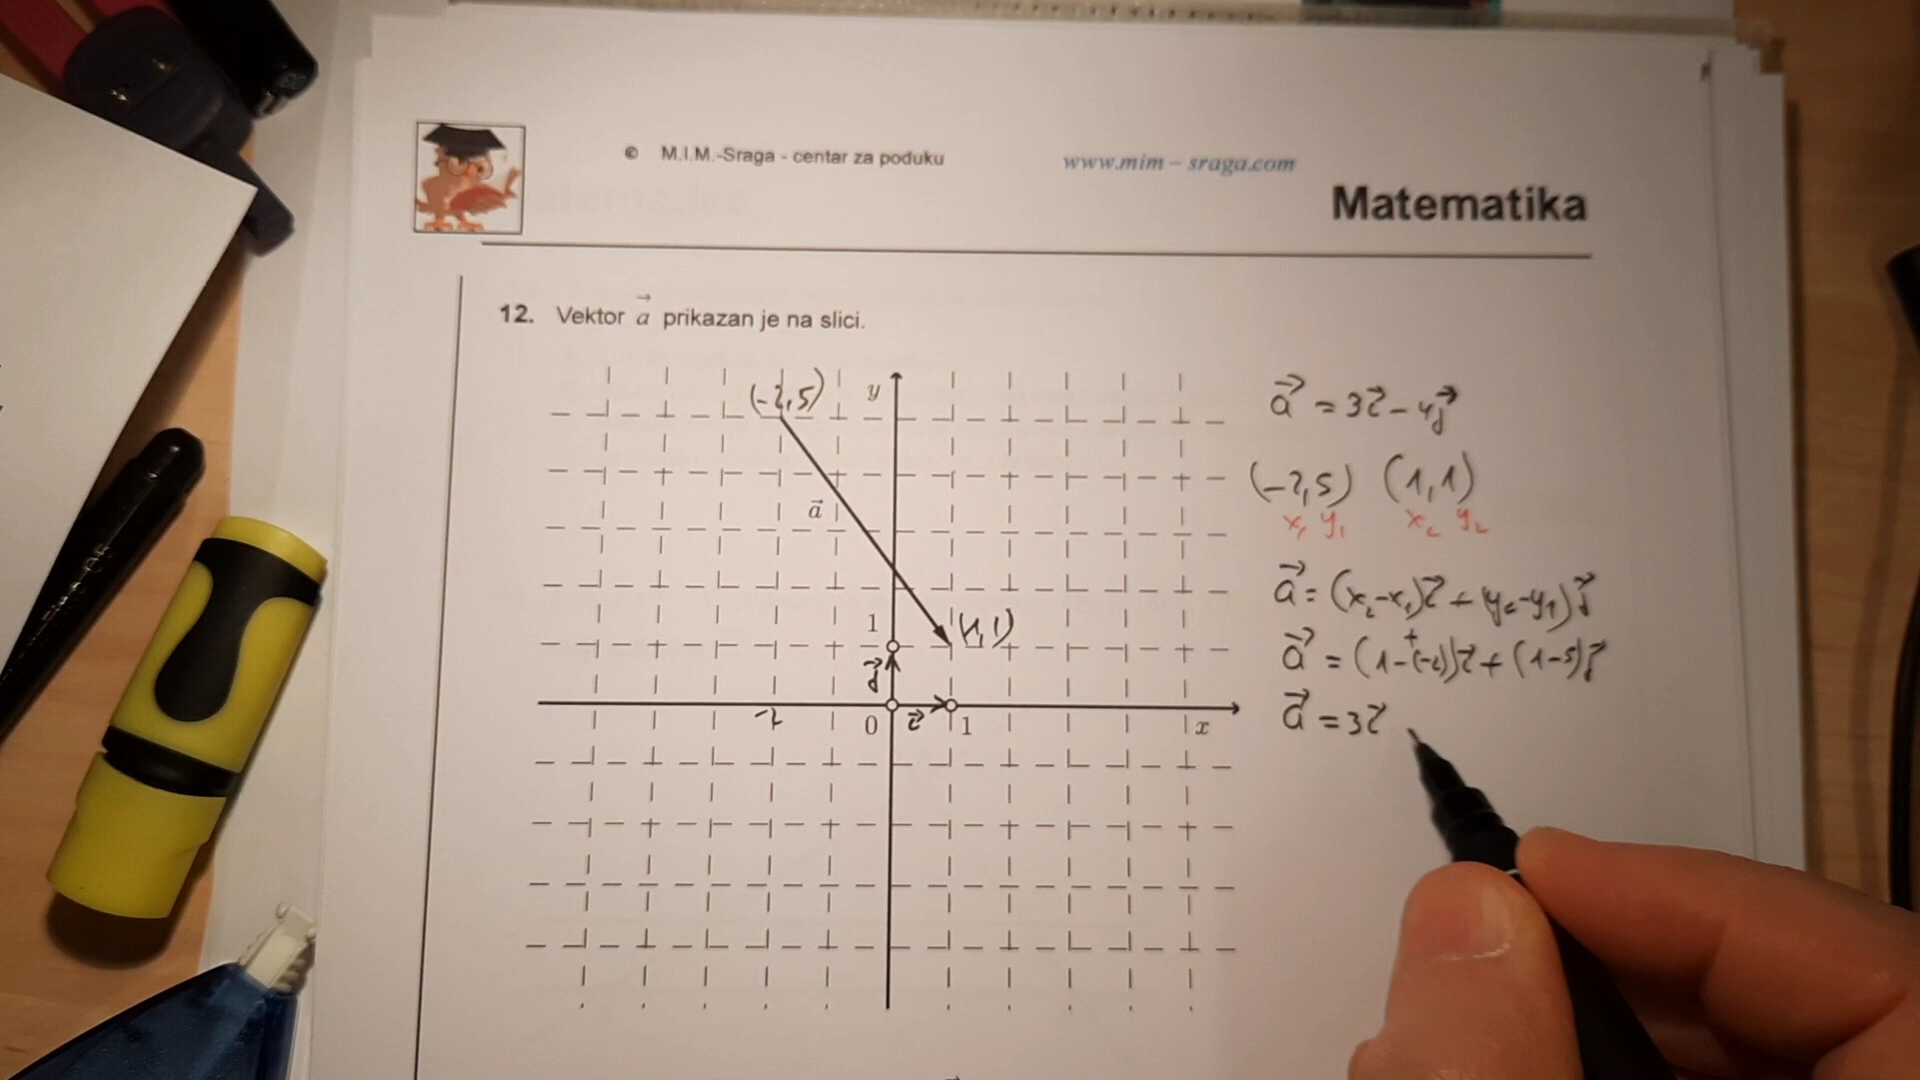 © M.I.M.-Sraga - centar za poduku
www.mim – sraga.com
Matematika
12. Vektor a⃗ prikazan je na slici.
(-2,5)
y
a⃗
1
(1,1)
j⃗
-2
0
i⃗
1
x
a⃗ = 3i⃗ - 4j⃗
(-2,5) (1,1)
x₁ y₁ x₂ y₂
a⃗ = (x₂-x₁)i⃗ + (y₂-y₁)j⃗
a⃗ = (1-(-2))i⃗ + (1-5)j⃗
+
a⃗ = 3i⃗